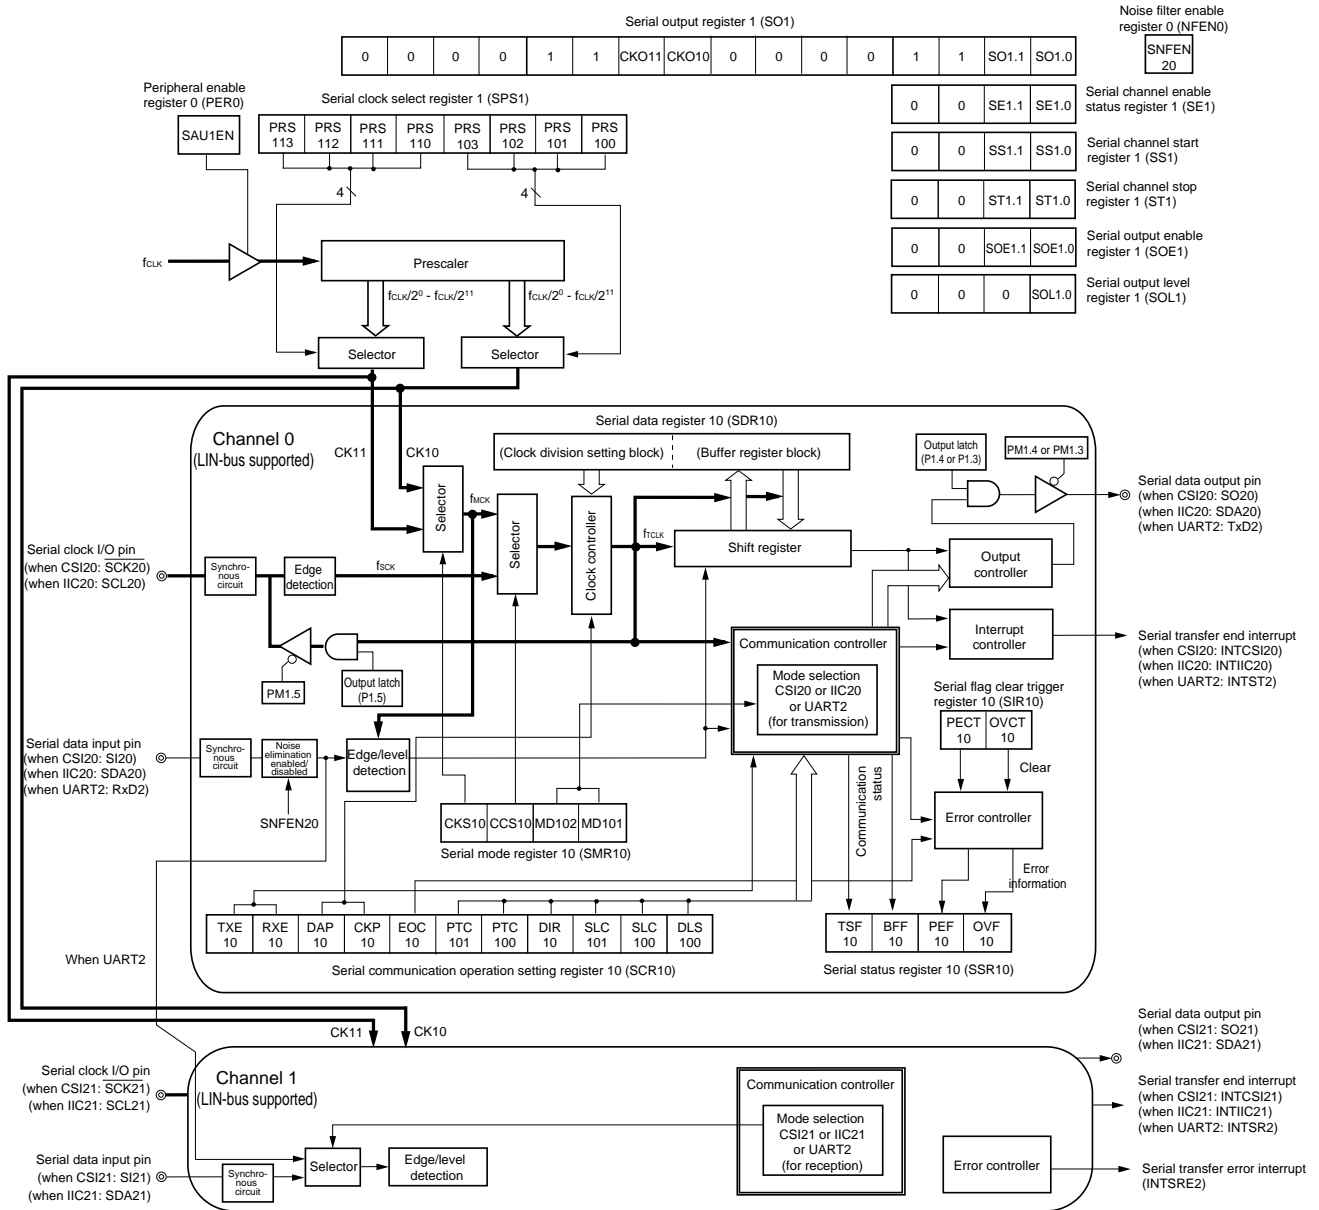 Serial output register 1 (SO1)
0 0 0 0 1 1 CKO11 CKO10 0 0 0 0 1 1 SO1.1 SO1.0
Noise filter enable
register 0 (NFEN0)
SNFEN
20
Peripheral enable
register 0 (PER0)
SAU1EN
Serial clock select register 1 (SPS1)
PRS PRS PRS PRS PRS PRS PRS PRS
113 112 111 110 103 102 101 100
4 4
0 0 SE1.1 SE1.0
Serial channel enable
status register 1 (SE1)
0 0 SS1.1 SS1.0
Serial channel start
register 1 (SS1)
0 0 ST1.1 ST1.0
Serial channel stop
register 1 (ST1)
0 0 SOE1.1 SOE1.0
Serial output enable
register 1 (SOE1)
0 0 0 SOL1.0
Serial output level
register 1 (SOL1)
fCLK
Prescaler
fCLK/2⁰ - fCLK/2¹¹ fCLK/2⁰ - fCLK/2¹¹
Selector Selector
Channel 0
(LIN-bus supported)
CK11 CK10
Serial data register 10 (SDR10)
(Clock division setting block) (Buffer register block)
Output latch
(P1.4 or P1.3)
PM1.4 or PM1.3
Serial data output pin
(when CSI20: SO20)
(when IIC20: SDA20)
(when UART2: TxD2)
Selector
fMCK
Selector
Clock controller
fTCLK
Shift register
Output
controller
Serial clock I/O pin
(when CSI20: SCK20)
(when IIC20: SCL20)
Synchro-
nous
circuit
Edge
detection
fSCK
PM1.5
Output latch
(P1.5)
Communication controller
Mode selection
CSI20 or IIC20
or UART2
(for transmission)
Interrupt
controller
Serial transfer end interrupt
(when CSI20: INTCSI20)
(when IIC20: INTIIC20)
(when UART2: INTST2)
Serial flag clear trigger
register 10 (SIR10)
PECT OVCT
10 10
Clear
Serial data input pin
(when CSI20: SI20)
(when IIC20: SDA20)
(when UART2: RxD2)
Synchro-
nous
circuit
Noise
elimination
enabled/
disabled
Edge/level
detection
SNFEN20
CKS10 CCS10 MD102 MD101
Serial mode register 10 (SMR10)
Communication
status
Error controller
Error
information
TXE RXE DAP CKP EOC PTC PTC DIR SLC SLC DLS
10 10 10 10 10 101 100 10 101 100 100
Serial communication operation setting register 10 (SCR10)
TSF BFF PEF OVF
10 10 10 10
Serial status register 10 (SSR10)
When UART2
CK11 CK10
Channel 1
(LIN-bus supported)
Serial clock I/O pin
(when CSI21: SCK21)
(when IIC21: SCL21)
Serial data input pin
(when CSI21: SI21)
(when IIC21: SDA21)
Synchro-
nous
circuit
Selector
Edge/level
detection
Communication controller
Mode selection
CSI21 or IIC21
or UART2
(for reception)
Error controller
Serial data output pin
(when CSI21: SO21)
(when IIC21: SDA21)
Serial transfer end interrupt
(when CSI21: INTCSI21)
(when IIC21: INTIIC21)
(when UART2: INTSR2)
Serial transfer error interrupt
(INTSRE2)